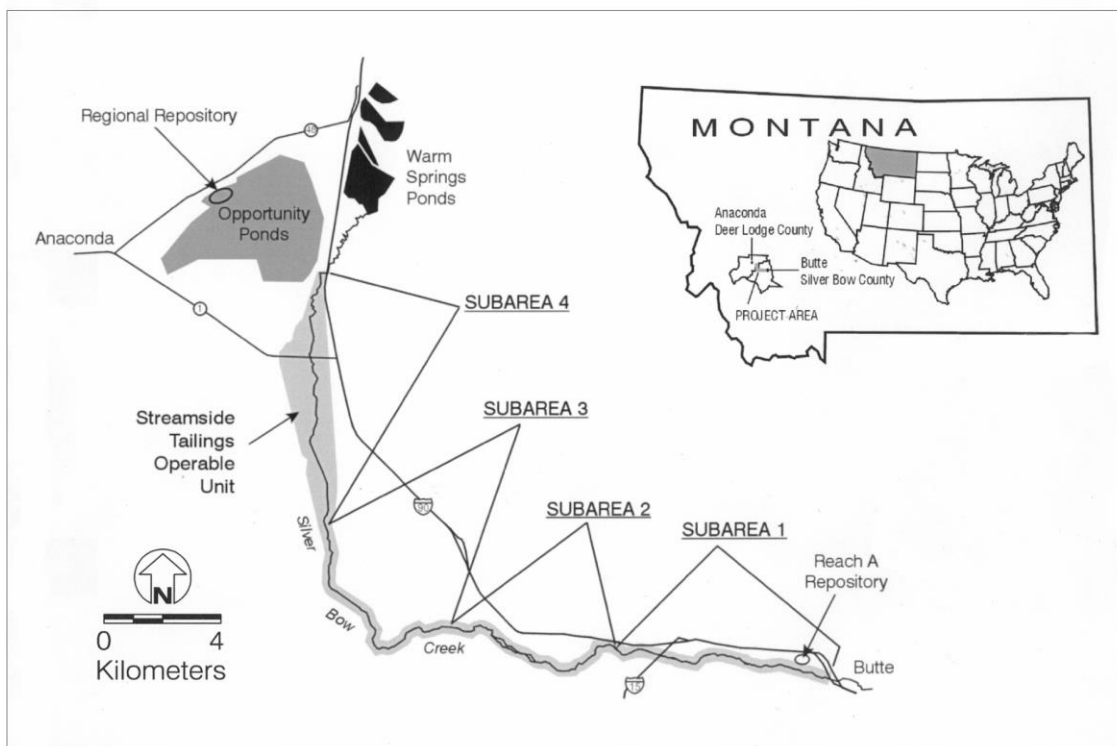 Regional Repository
48
Warm
Springs
Ponds
Opportunity
Ponds
Anaconda
1
SUBAREA 4
SUBAREA 3
Streamside
Tailings
Operable
Unit
90
SUBAREA 2
SUBAREA 1
Reach A
Repository
Silver
Bow
Creek
15
Butte
N
0 4
Kilometers
MONTANA
Anaconda
Deer Lodge County
Butte
Silver Bow County
PROJECT AREA